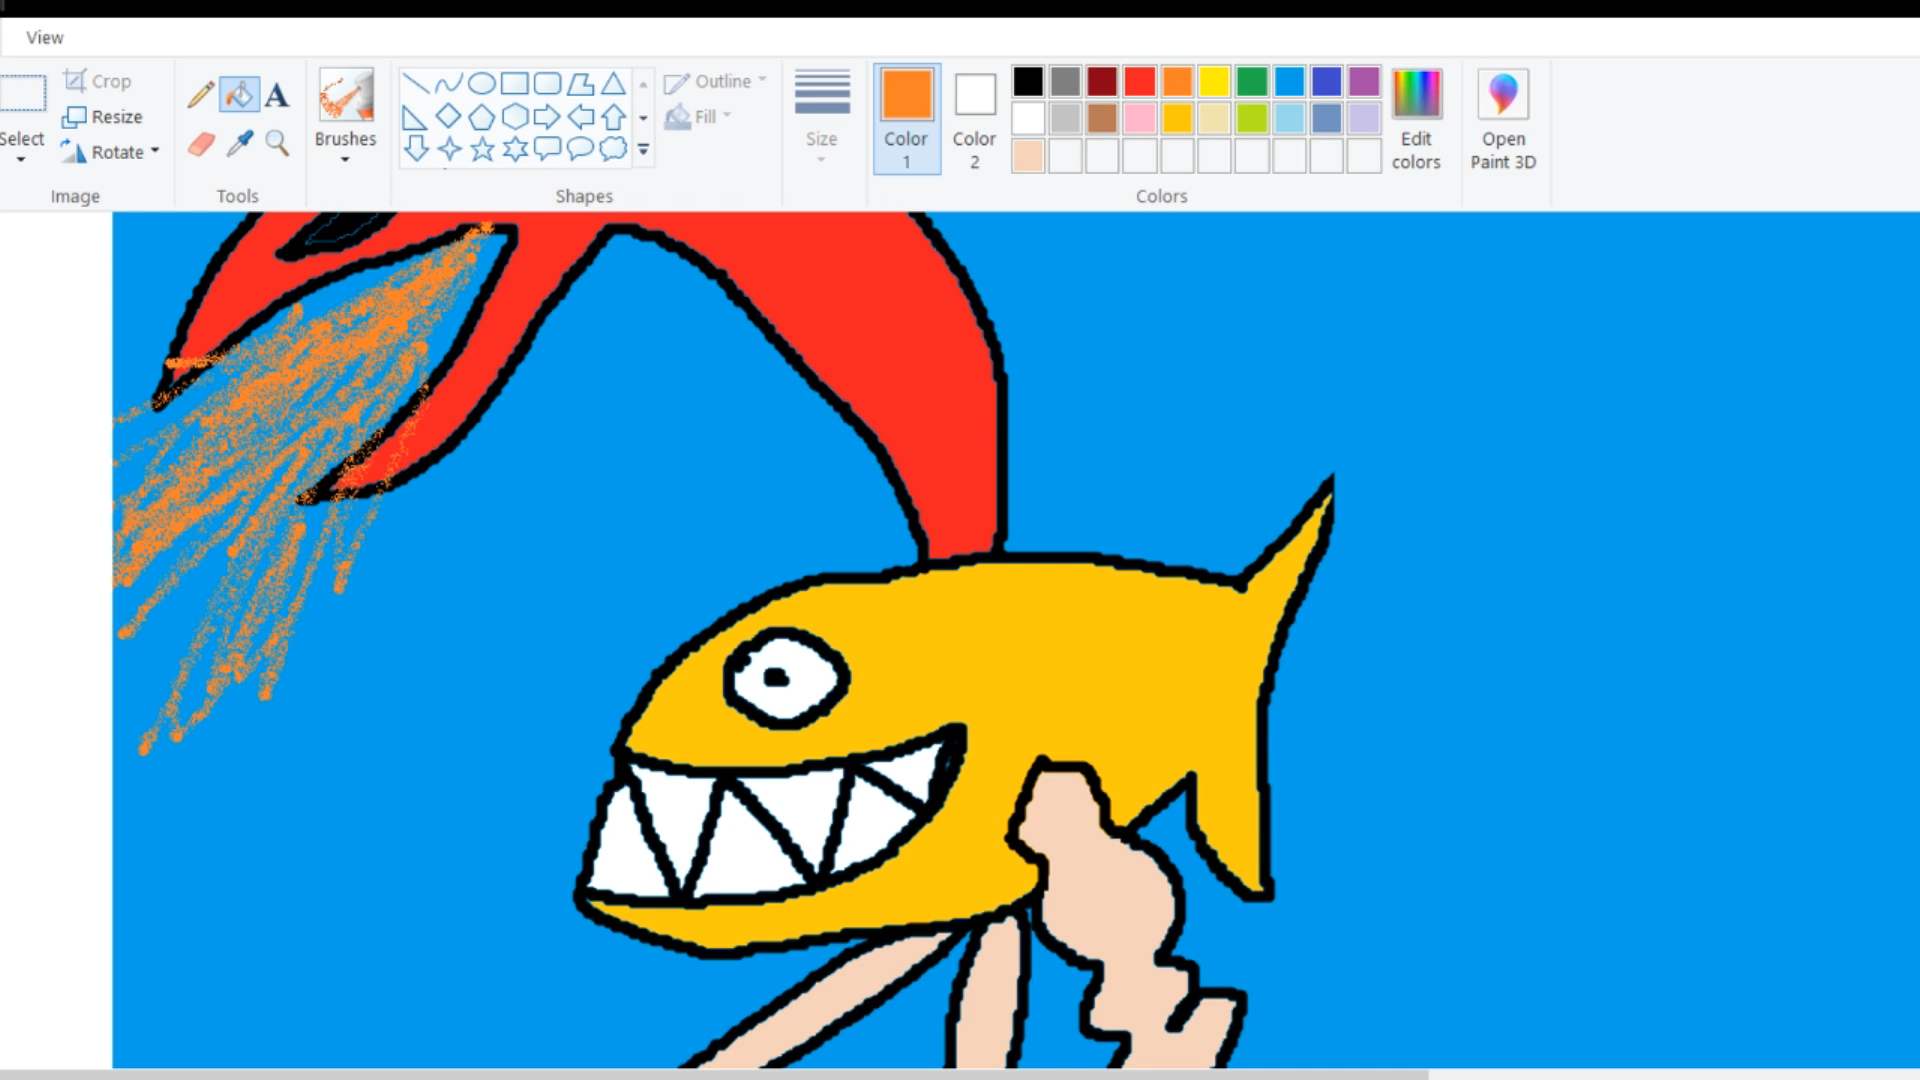 View
Crop
Resize
Select
Rotate
Image
A
Tools
Brushes
Shapes
Outline
Fill
Size
Color
1
Color
2
Edit
colors
Open
Paint 3D
Colors